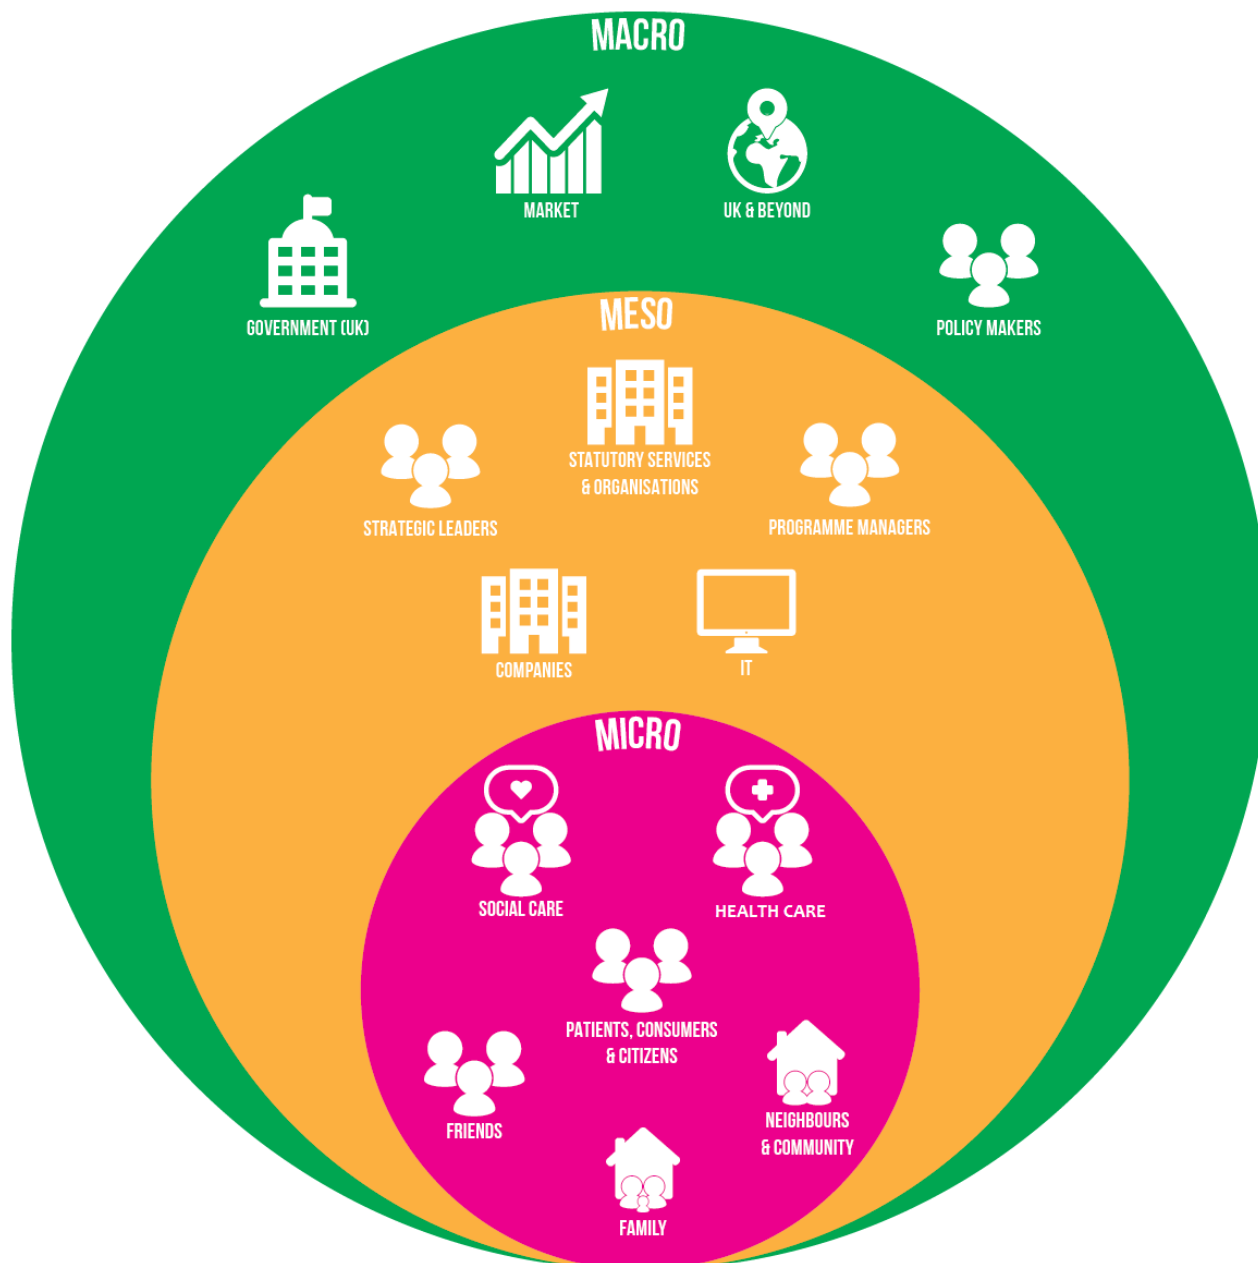 MACRO
MARKET
UK & BEYOND
GOVERNMENT (UK)
POLICY MAKERS
MESO
STATUTORY SERVICES
& ORGANISATIONS
STRATEGIC LEADERS
PROGRAMME MANAGERS
COMPANIES
IT
MICRO
SOCIAL CARE
HEALTH CARE
PATIENTS, CONSUMERS
& CITIZENS
FRIENDS
NEIGHBOURS
& COMMUNITY
FAMILY